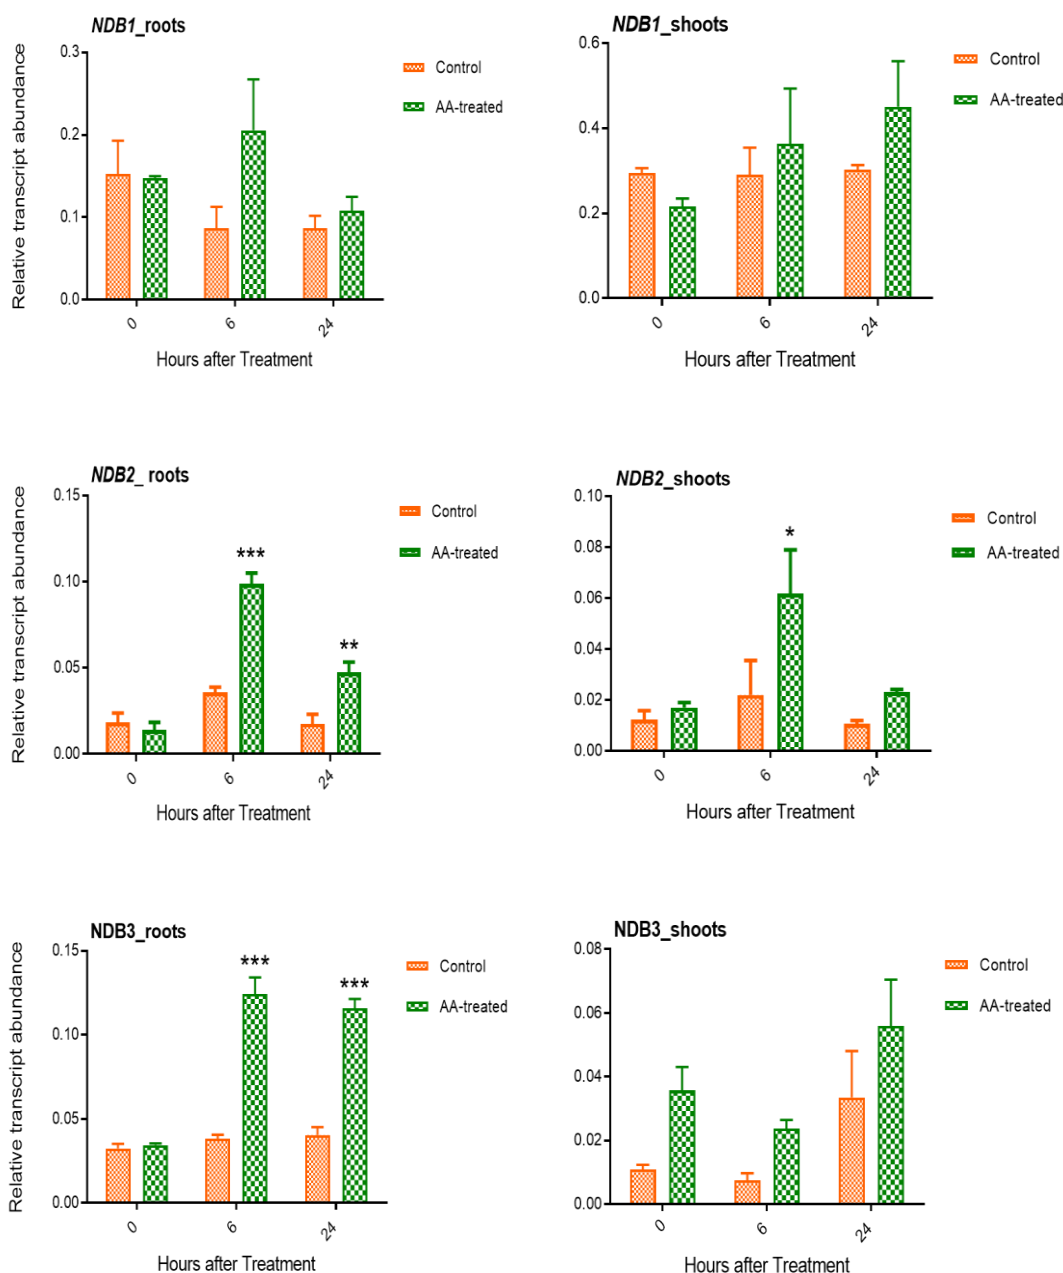 NDB1_roots
Relative transcript abundance
0.3
0.2
0.1
0.0
0
6
24
Hours after Treatment
Control
AA-treated
NDB1_shoots
0.6
0.4
0.2
0.0
0
6
24
Hours after Treatment
Control
AA-treated
NDB2_ roots
Relative transcript abundance
0.15
0.10
0.05
0.00
***
**
0
6
24
Hours after Treatment
Control
AA-treated
NDB2_shoots
0.10
0.08
0.06
0.04
0.02
0.00
*
0
6
24
Hours after Treatment
Control
AA-treated
NDB3_roots
Relative transcript abundance
0.15
0.10
0.05
0.00
***
***
0
6
24
Hours after Treatment
Control
AA-treated
NDB3_shoots
0.08
0.06
0.04
0.02
0.00
0
6
24
Hours after Treatment
Control
AA-treated